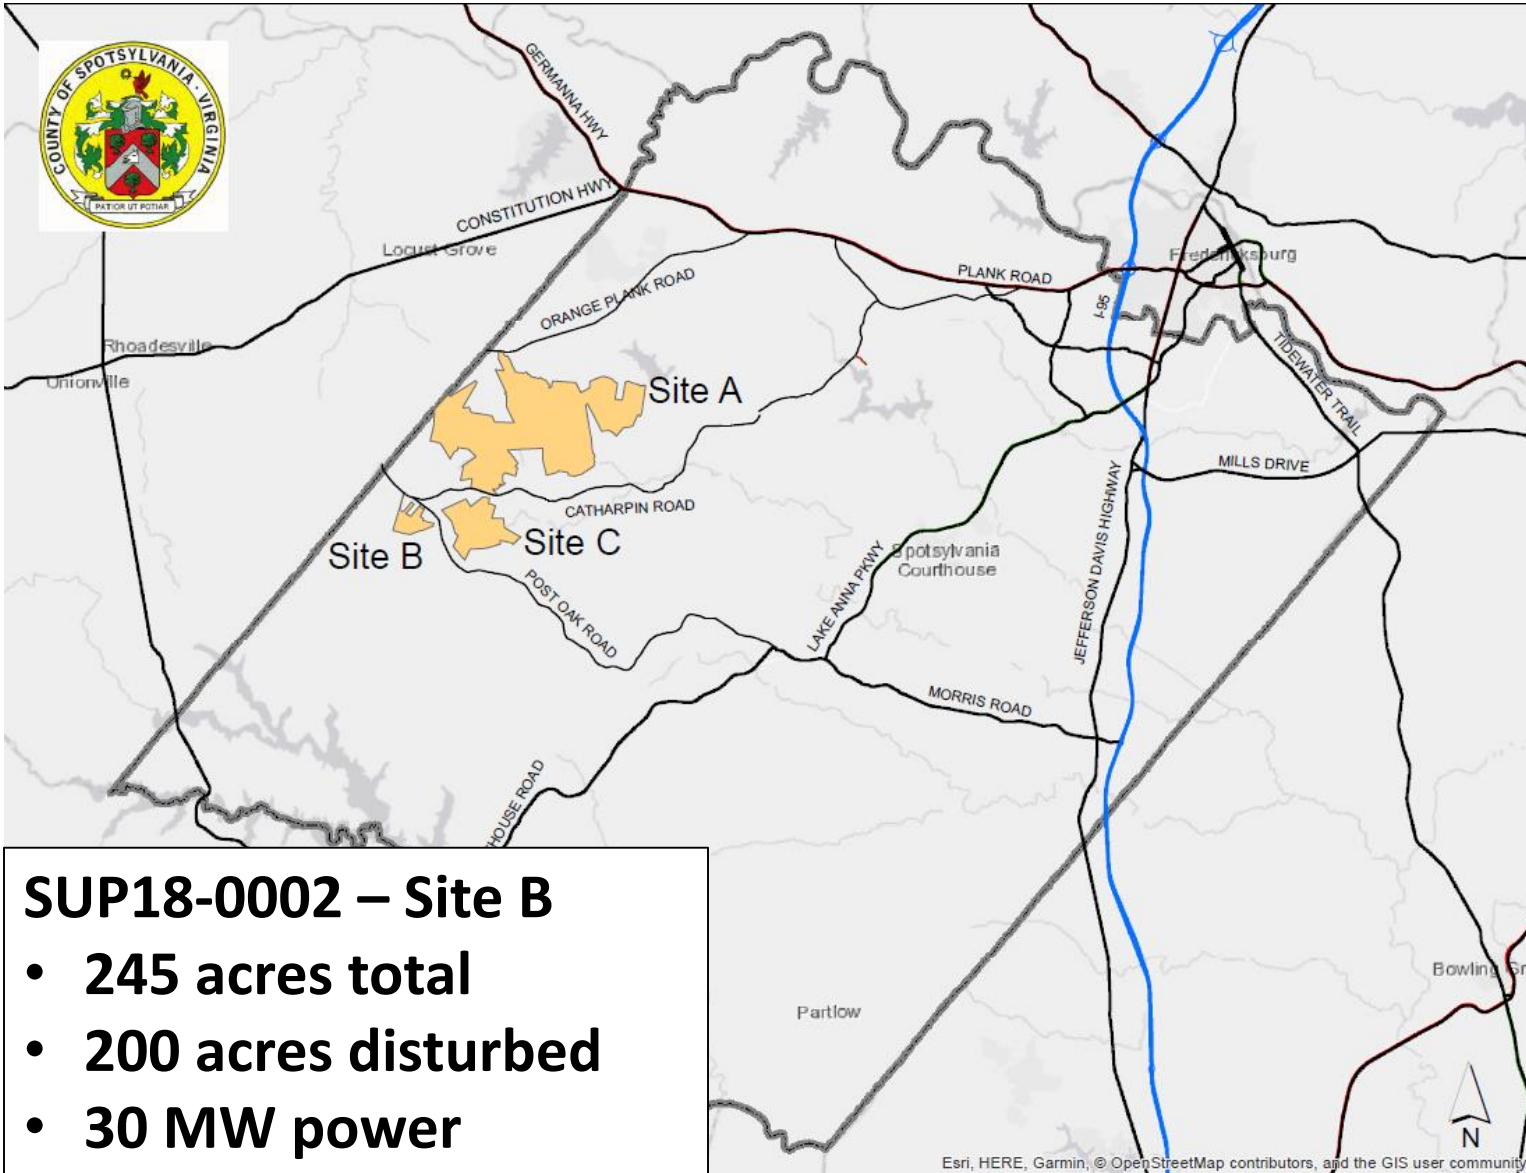 COUNTY OF SPOTSYLVANIA · VIRGINIA
PATIOR UT POTIAR
GERMANNA HWY
CONSTITUTION HWY
Locust Grove
ORANGE PLANK ROAD
PLANK ROAD
Fredericksburg
I-95
Rhoadesville
Unionville
TIDEWATER TRAIL
Site A
MILLS DRIVE
CATHARPIN ROAD
Site B
Site C
JEFFERSON DAVIS HIGHWAY
Spotsylvania
Courthouse
LAKE ANNA PKWY
POST OAK ROAD
MORRIS ROAD
HOUSE ROAD
SUP18-0002 – Site B
• 245 acres total
• 200 acres disturbed
• 30 MW power
Bowling Gr
Partlow
N
Esri, HERE, Garmin, © OpenStreetMap contributors, and the GIS user community